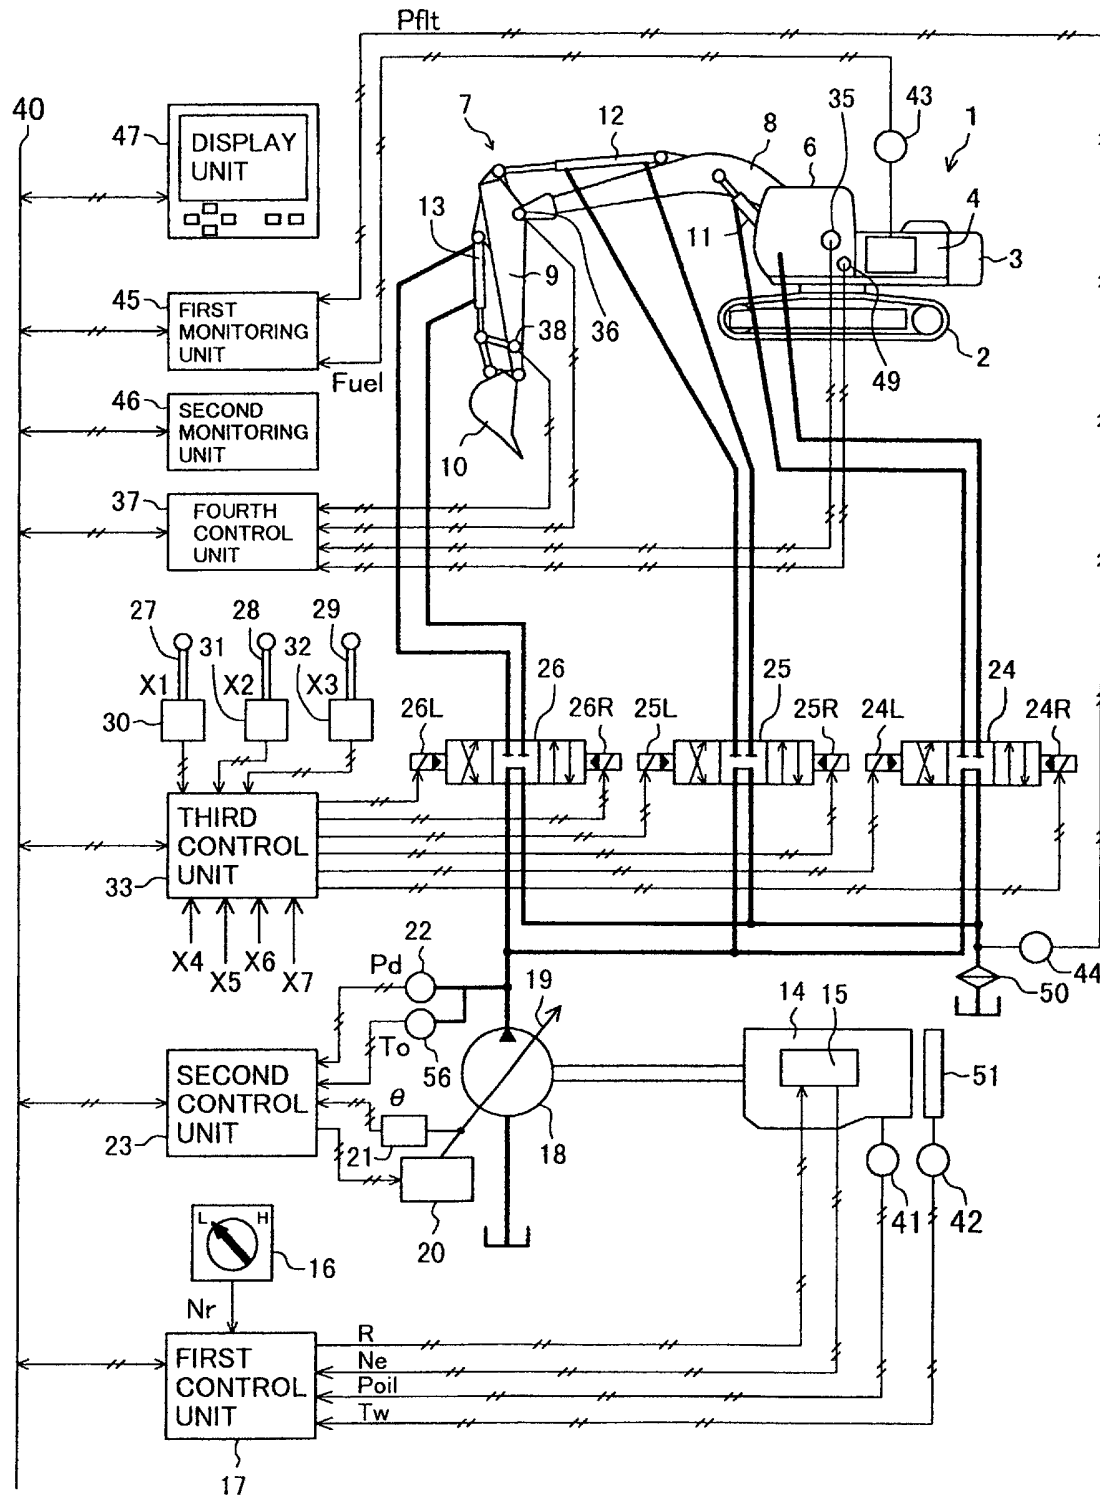 Pflt
40
47
DISPLAY
UNIT
7
12
8
6
35
43
1
4
3
13
9
11
36
38
49
2
10
45
FIRST
MONITORING
UNIT
Fuel
46
SECOND
MONITORING
UNIT
37
FOURTH
CONTROL
UNIT
27
28
29
31
32
X1
X2
X3
30
26
25
24
26L
26R
25L
25R
24L
24R
THIRD
CONTROL
UNIT
33
X4
X5
X6
X7
22
Pd
19
To
56
44
50
14
15
51
SECOND
CONTROL
UNIT
23
θ
21
18
20
41
42
L
H
16
Nr
FIRST
CONTROL
UNIT
17
R
Ne
Poil
Tw